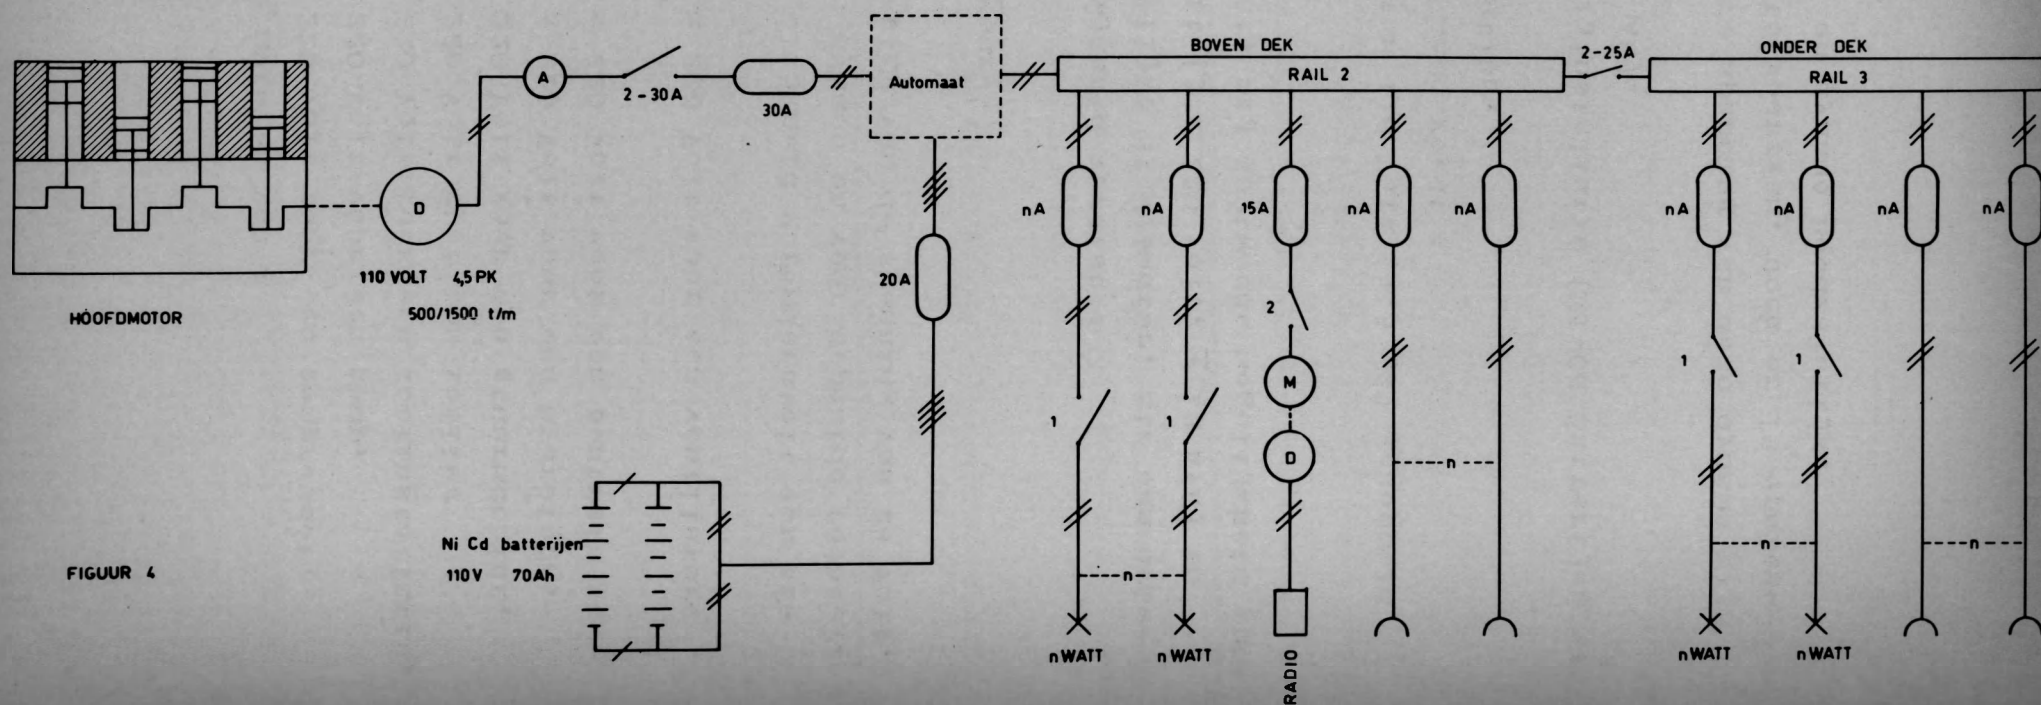 BOVEN DEK
ONDER DEK
RAIL 2
RAIL 3
2-25A
A
2-30A
30A
Automaat
nA
nA
15A
nA
nA
nA
nA
nA
nA
D
110 VOLT 4,5 PK
500/1500 t/m
HOOFDMOTOR
20A
2
M
D
1
1
1
1
n
n
n
n
Ni Cd batterijen
110V 70Ah
FIGUUR 4
nWATT
nWATT
RADIO
nWATT
nWATT